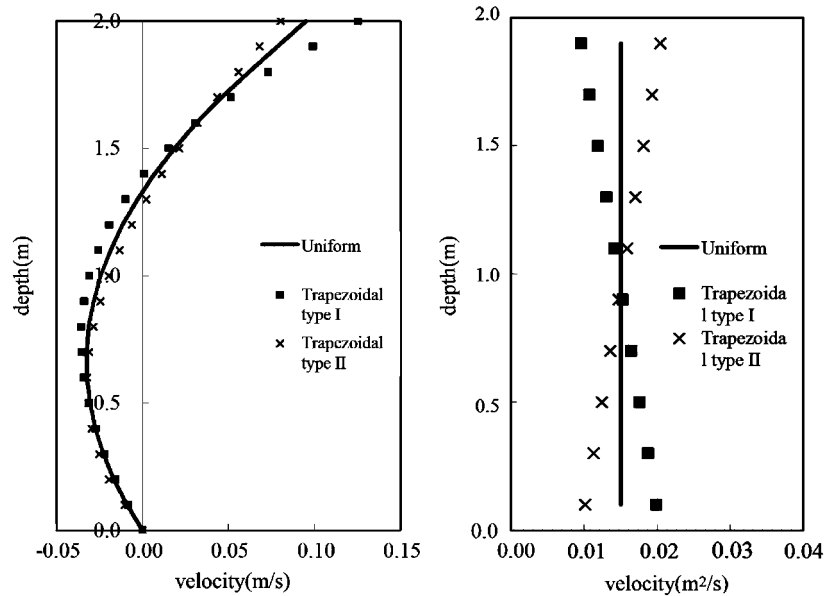 2.0
1.5
1.0
0.5
0.0
depth(m)
-0.05 0.00 0.05 0.10 0.15
velocity(m/s)
Uniform
Trapezoidal
type I
Trapezoidal
type II
2.0
1.5
1.0
0.5
0.0
depth(m)
0.00 0.01 0.02 0.03 0.04
velocity(m²/s)
Uniform
Trapezoida
l type I
Trapezoida
l type II